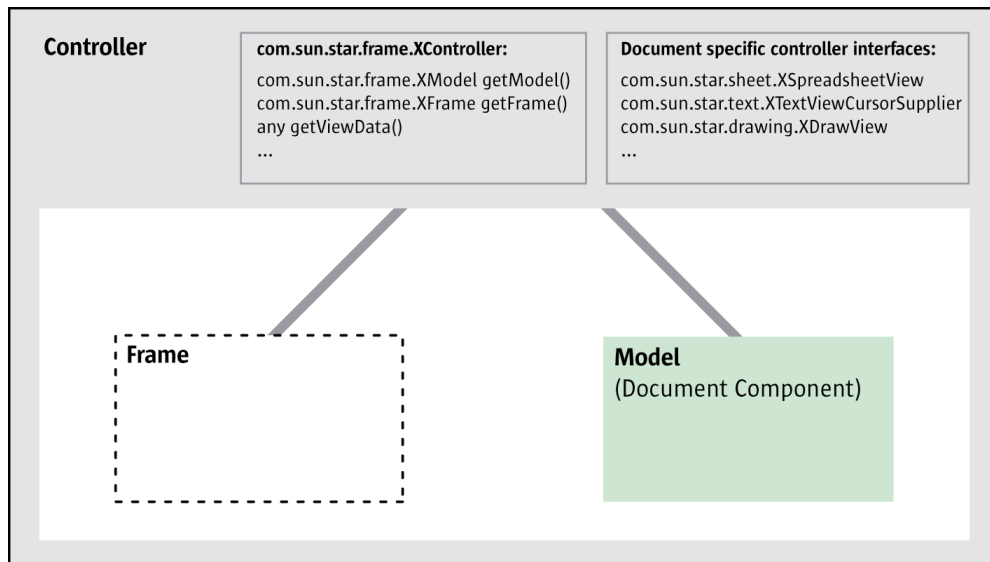 Controller
com.sun.star.frame.XController:
com.sun.star.frame.XModel getModel()
com.sun.star.frame.XFrame getFrame()
any getViewData()
...
Document specific controller interfaces:
com.sun.star.sheet.XSpreadsheetView
com.sun.star.text.XTextViewCursorSupplier
com.sun.star.drawing.XDrawView
...
Frame
Model
(Document Component)